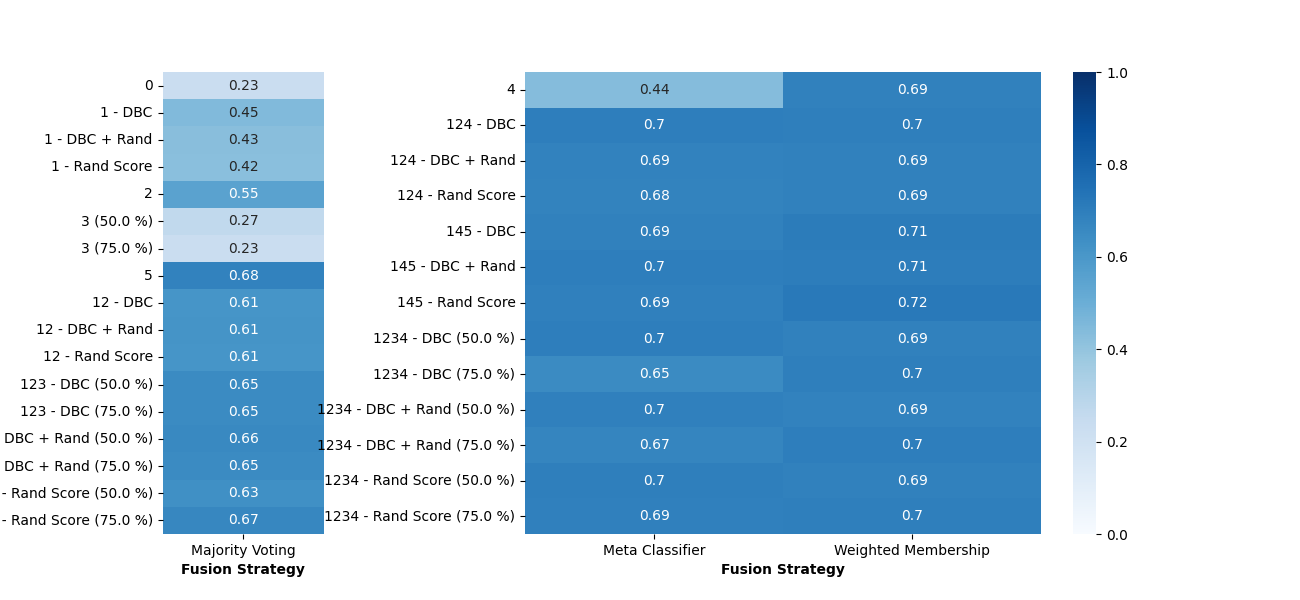 0 0.23
1 - DBC 0.45
1 - DBC + Rand 0.43
1 - Rand Score 0.42
2 0.55
3 (50.0 %) 0.27
3 (75.0 %) 0.23
5 0.68
12 - DBC 0.61
12 - DBC + Rand 0.61
12 - Rand Score 0.61
123 - DBC (50.0 %) 0.65
123 - DBC (75.0 %) 0.65
DBC + Rand (50.0 %) 0.66
DBC + Rand (75.0 %) 0.65
- Rand Score (50.0 %) 0.63
- Rand Score (75.0 %) 0.67
Majority Voting
Fusion Strategy
4 0.44 0.69
124 - DBC 0.7 0.7
124 - DBC + Rand 0.69 0.69
124 - Rand Score 0.68 0.69
145 - DBC 0.69 0.71
145 - DBC + Rand 0.7 0.71
145 - Rand Score 0.69 0.72
1234 - DBC (50.0 %) 0.7 0.69
1234 - DBC (75.0 %) 0.65 0.7
1234 - DBC + Rand (50.0 %) 0.7 0.69
1234 - DBC + Rand (75.0 %) 0.67 0.7
1234 - Rand Score (50.0 %) 0.7 0.69
1234 - Rand Score (75.0 %) 0.69 0.7
Meta Classifier Weighted Membership
Fusion Strategy
1.0
0.8
0.6
0.4
0.2
0.0